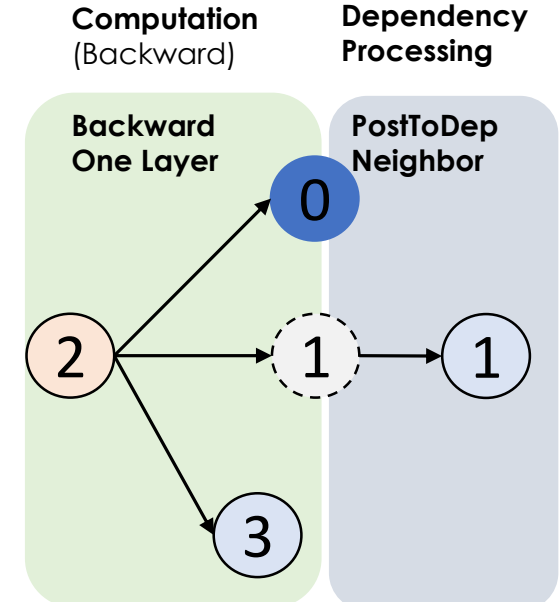 Computation
(Backward)
Dependency
Processing
Backward
One Layer
PostToDep
Neighbor
0
2
1
1
3